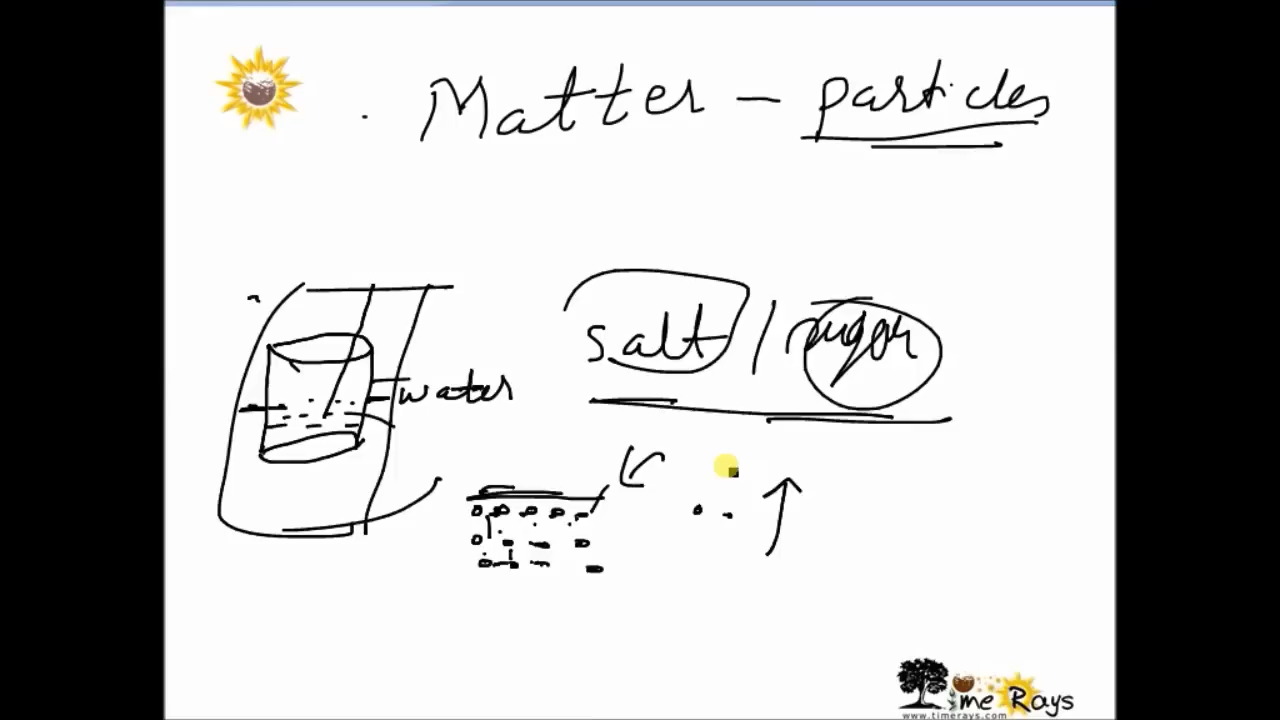 Matter - particles
salt / sugar
water
Time Rays
www.timerays.com